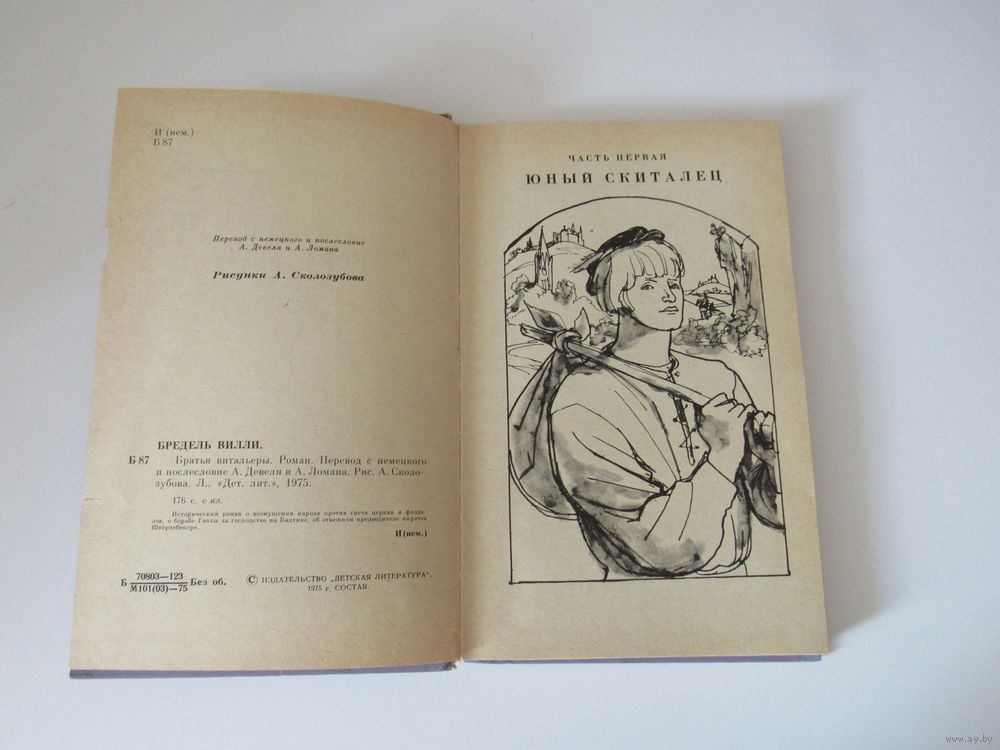 И (нем.)
Б 87
Перевод с немецкого и послесловие
А. Девеля и А. Ломана
Рисунки А. Сколозубова
БРЕДЕЛЬ ВИЛЛИ.
Б 87 Братья витальеры. Роман. Перевод с немецкого
и послесловие А. Девеля и А. Ломана. Рис. А. Сколо-
зубова. Л., «Дет. лит.», 1975.
176 с. с ил.
Исторический роман о возмущении народа против гнета церкви и феода-
лов, о борьбе Ганзы за господство на Балтике, об отважном предводителе пиратов
Штёртебекере.
И(нем.)
Б 70803—123
М101(03)—75 Без об.
© ИЗДАТЕЛЬСТВО „ДЕТСКАЯ ЛИТЕРАТУРА",
1975 г. СОСТАВ.
ЧАСТЬ ПЕРВАЯ
ЮНЫЙ СКИТАЛЕЦ
www.ay.by